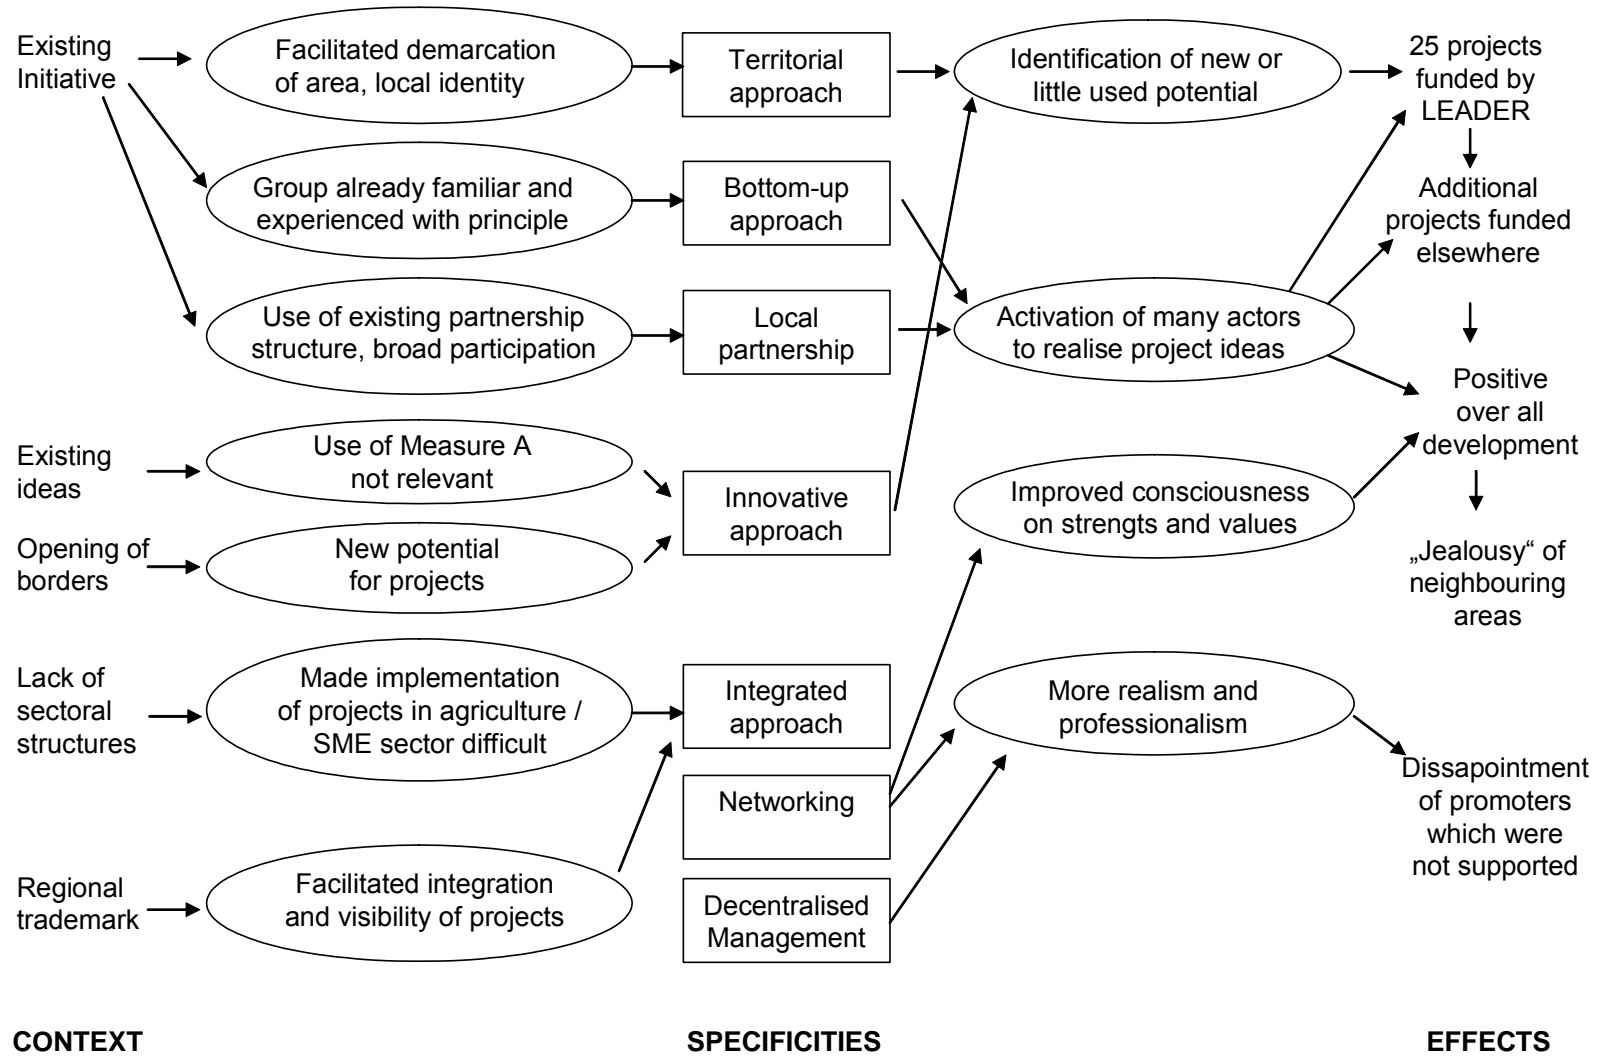 Existing
Initiative
Facilitated demarcation
of area, local identity
Territorial
approach
Identification of new or
little used potential
25 projects
funded by
LEADER
Group already familiar and
experienced with principle
Bottom-up
approach
Additional
projects funded
elsewhere
Use of existing partnership
structure, broad participation
Local
partnership
Activation of many actors
to realise project ideas
Positive
over all
development
Existing
ideas
Use of Measure A
not relevant
Innovative
approach
Improved consciousness
on strengts and values
Opening of
borders
New potential
for projects
„Jealousy“ of
neighbouring
areas
Lack of
sectoral
structures
Made implementation
of projects in agriculture /
SME sector difficult
Integrated
approach
More realism and
professionalism
Networking
Dissapointment
of promoters
which were
not supported
Regional
trademark
Facilitated integration
and visibility of projects
Decentralised
Management
CONTEXT
SPECIFICITIES
EFFECTS